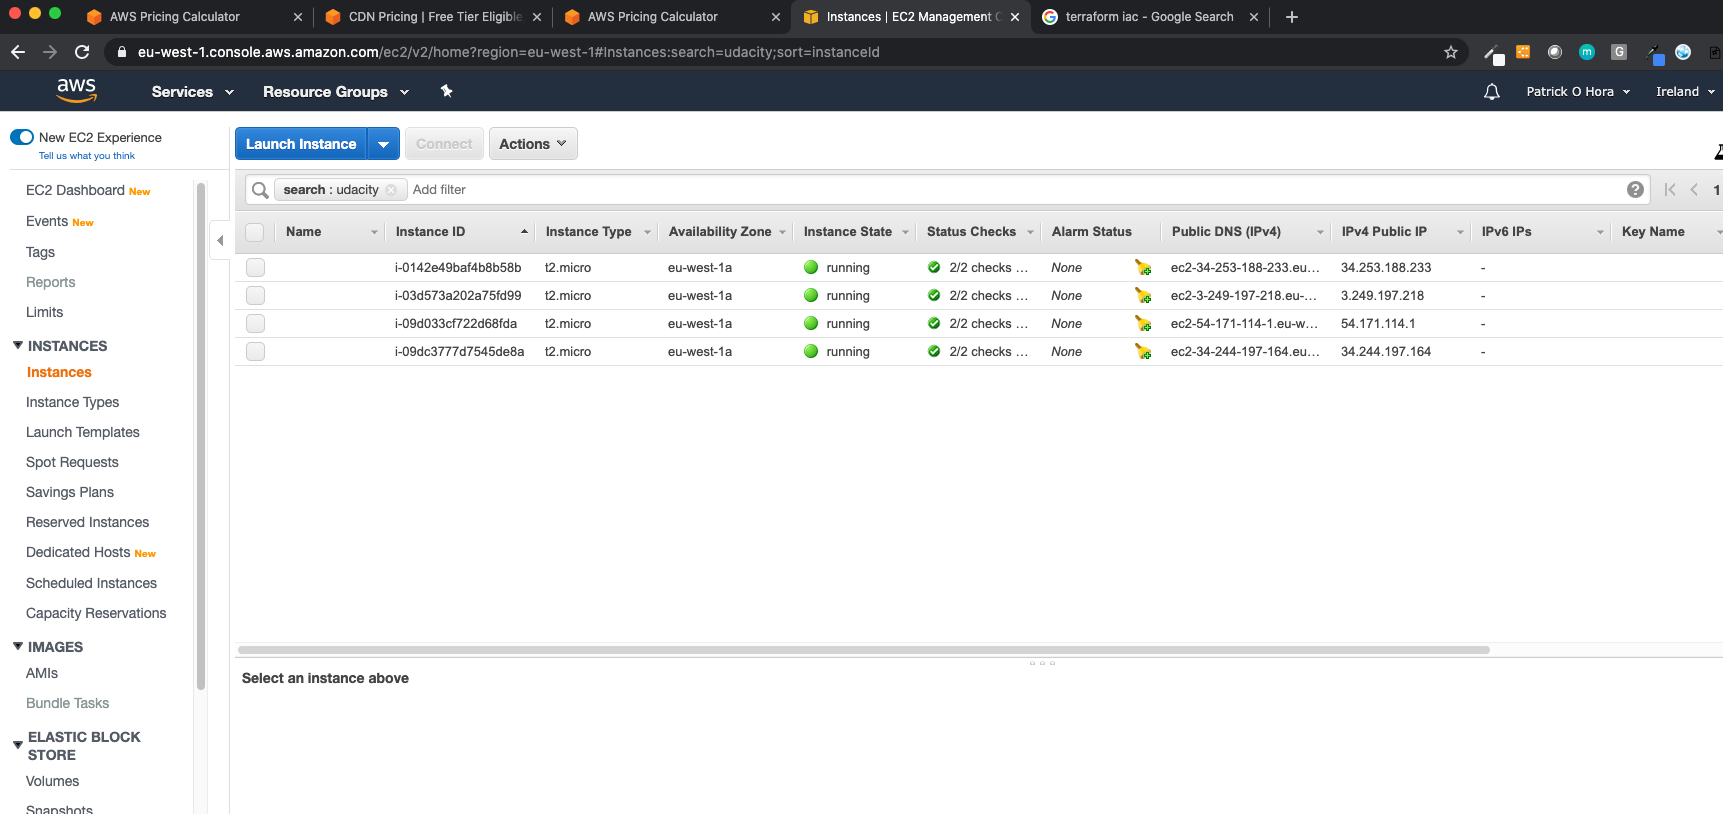 AWS Pricing Calculator
CDN Pricing | Free Tier Eligible
AWS Pricing Calculator
Instances | EC2 Management C
terraform iac - Google Search
eu-west-1.console.aws.amazon.com/ec2/v2/home?region=eu-west-1#Instances:search=udacity;sort=instanceId
m
G
aws
Services
Resource Groups
Patrick O Hora
Ireland
New EC2 Experience
Tell us what you think
EC2 Dashboard New
Events New
Tags
Reports
Limits
INSTANCES
Instances
Instance Types
Launch Templates
Spot Requests
Savings Plans
Reserved Instances
Dedicated Hosts New
Scheduled Instances
Capacity Reservations
IMAGES
AMIs
Bundle Tasks
ELASTIC BLOCK
STORE
Volumes
Snapshots
Launch Instance
Connect
Actions
search : udacity
Add filter
?
1
Name Instance ID Instance Type Availability Zone Instance State Status Checks Alarm Status Public DNS (IPv4) IPv4 Public IP IPv6 IPs Key Name
i-0142e49baf4b8b58b t2.micro eu-west-1a running 2/2 checks ... None ec2-34-253-188-233.eu... 34.253.188.233 -
i-03d573a202a75fd99 t2.micro eu-west-1a running 2/2 checks ... None ec2-3-249-197-218.eu-... 3.249.197.218 -
i-09d033cf722d68fda t2.micro eu-west-1a running 2/2 checks ... None ec2-54-171-114-1.eu-w... 54.171.114.1 -
i-09dc3777d7545de8a t2.micro eu-west-1a running 2/2 checks ... None ec2-34-244-197-164.eu... 34.244.197.164 -
Select an instance above